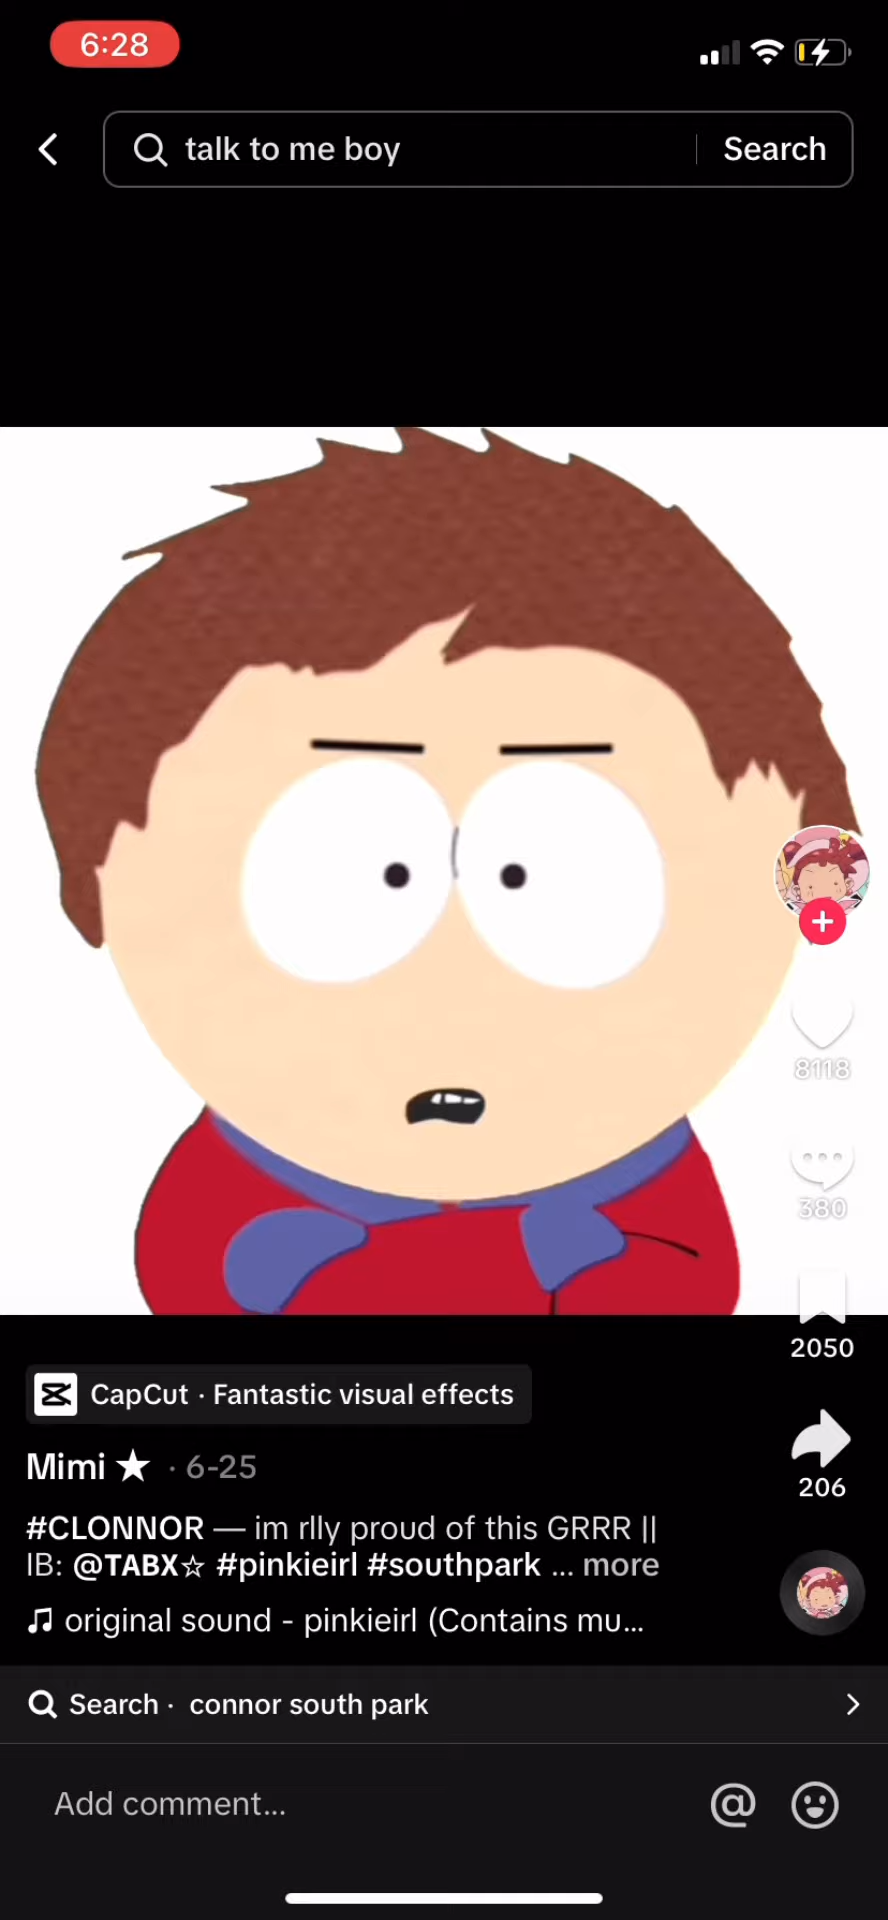 6:28
talk to me boy
Search
8118
380
2050
CapCut · Fantastic visual effects
Mimi ★ · 6-25
206
#CLONNOR — im rlly proud of this GRRR ||
IB: @TABX☆ #pinkieirl #southpark ... more
original sound - pinkieirl (Contains mu...
Search · connor south park
Add comment...